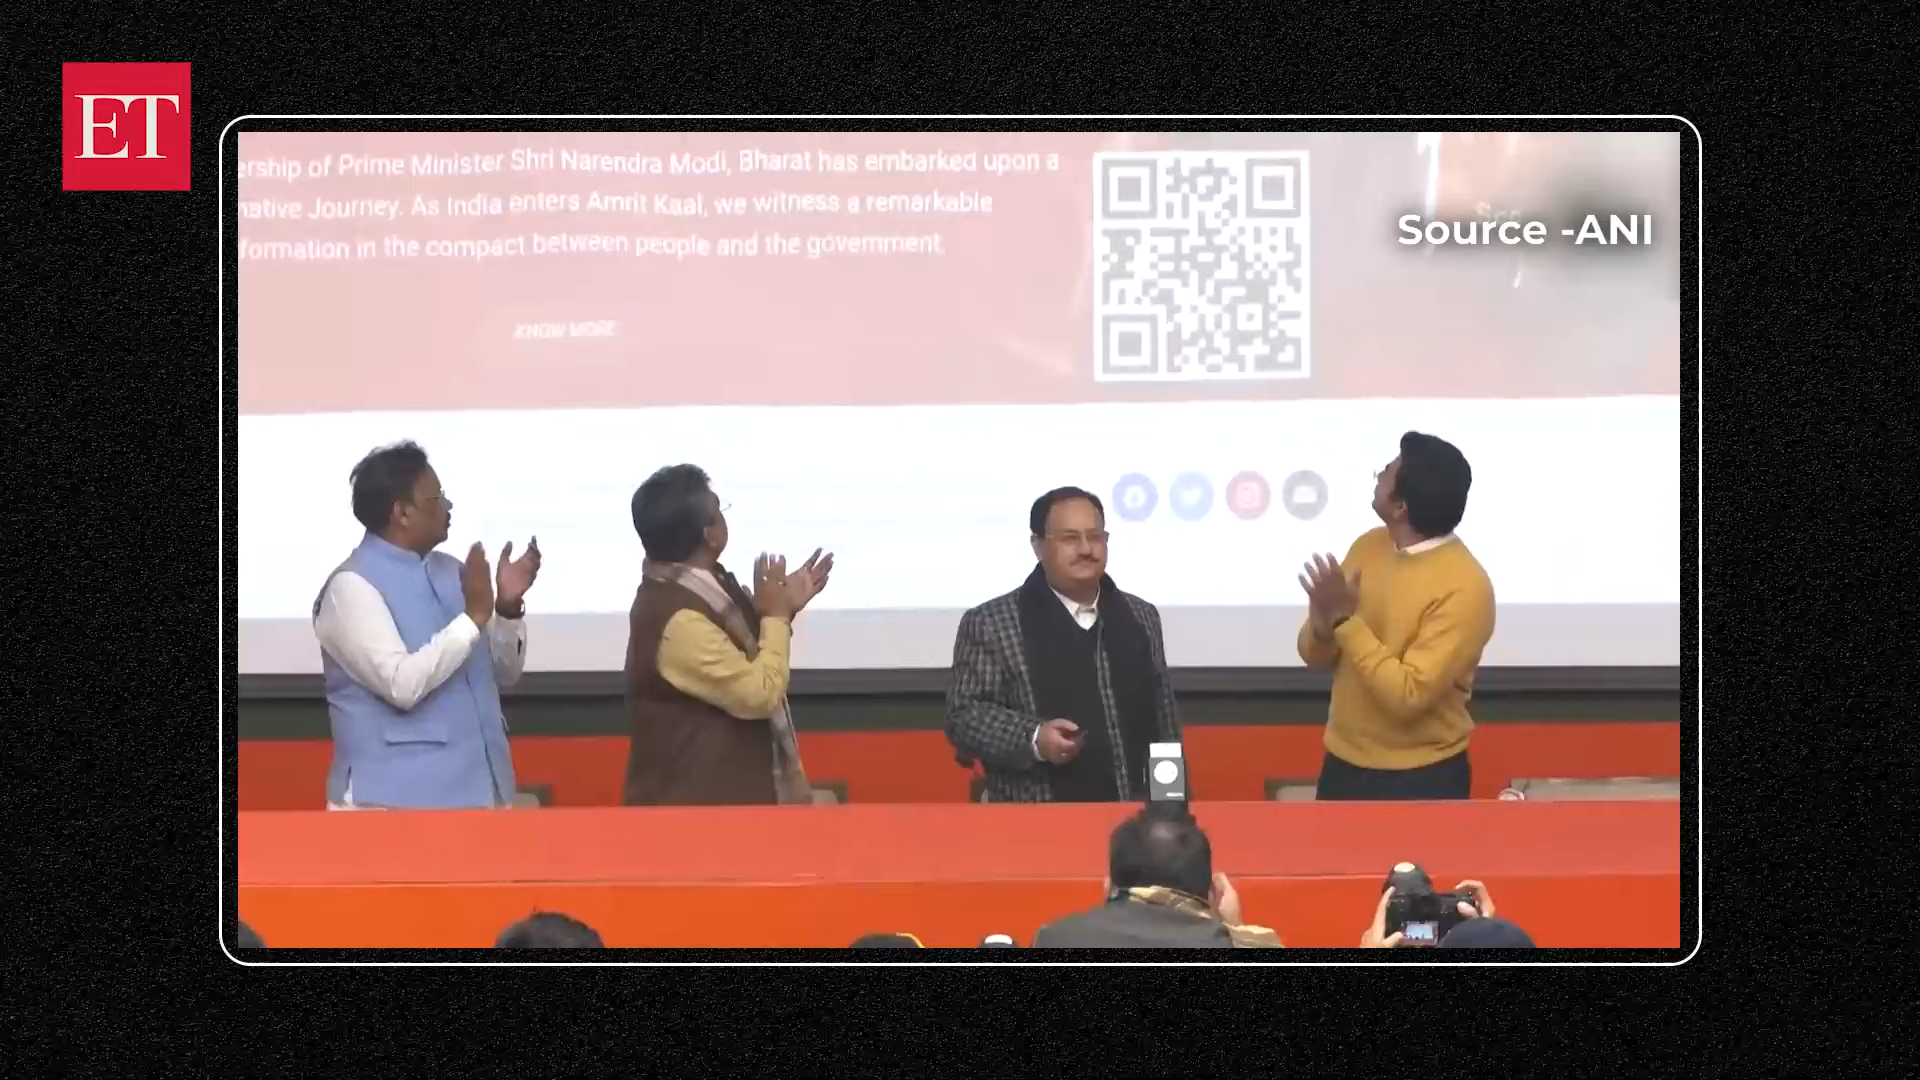 ET
ership of Prime Minister Shri Narendra Modi, Bharat has embarked upon a
native Journey. As India enters Amrit Kaal, we witness a remarkable
formation in the compact between people and the government.
KNOW MORE
Source -ANI